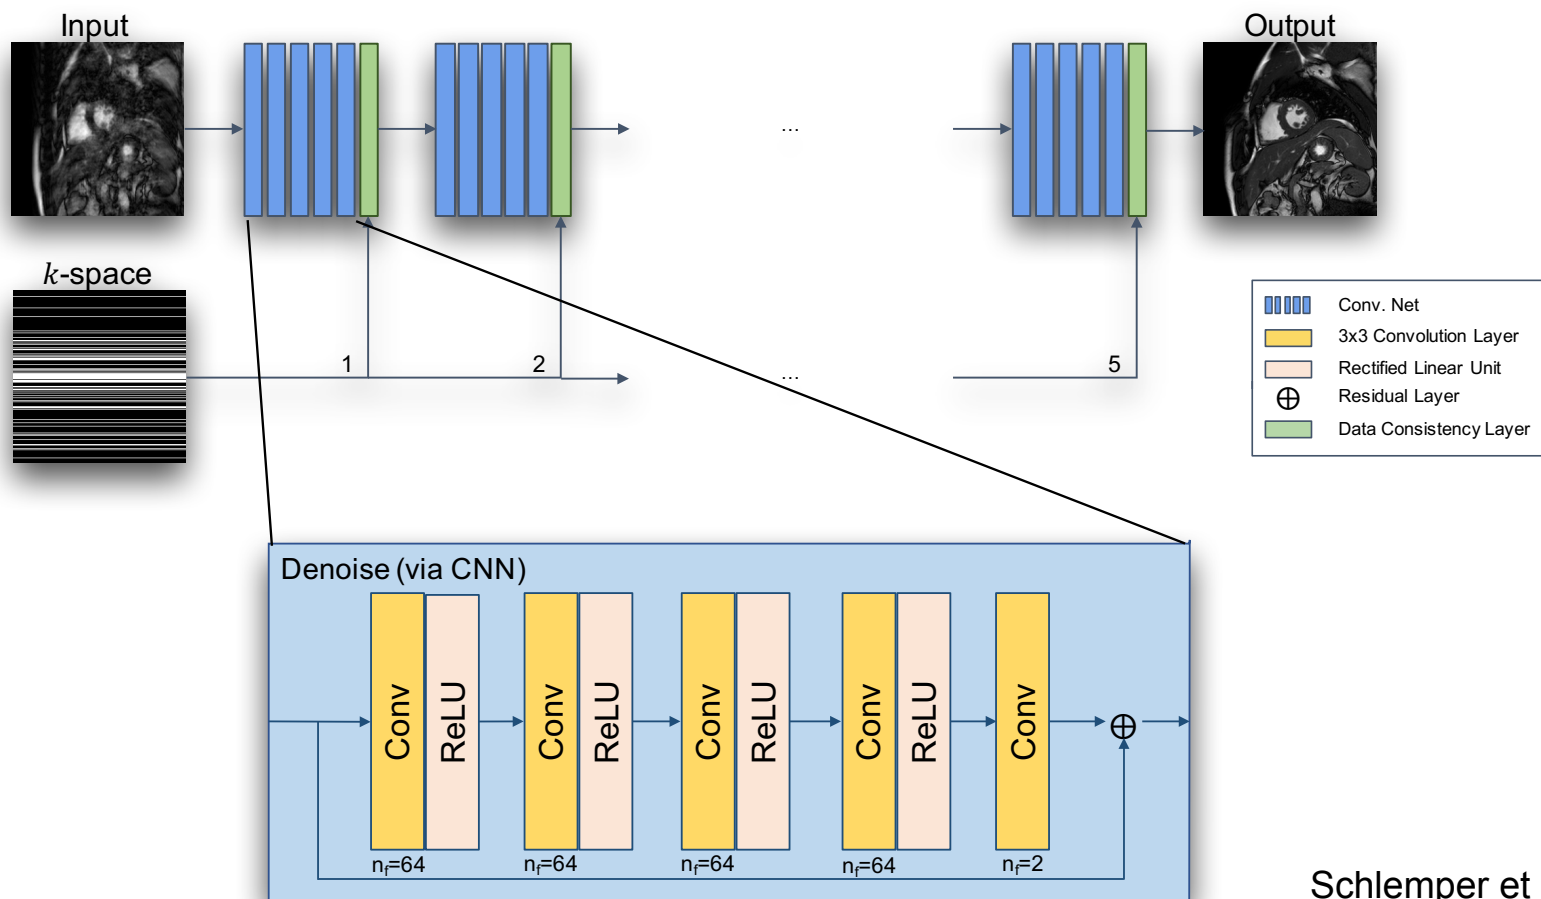 Input
Output
...
k-space
1
2
...
5
Conv. Net
3x3 Convolution Layer
Rectified Linear Unit
Residual Layer
Data Consistency Layer
Denoise (via CNN)
Conv ReLU Conv ReLU Conv ReLU Conv ReLU Conv
nf=64 nf=64 nf=64 nf=64 nf=2
Schlemper et